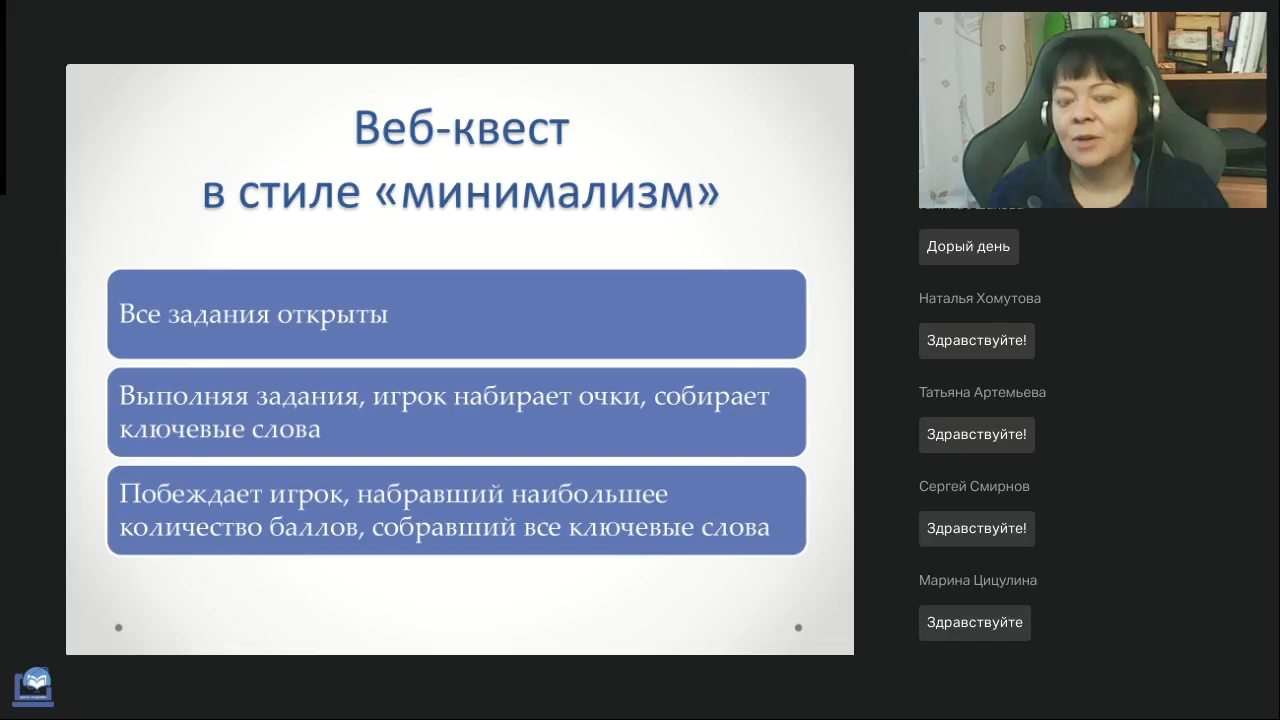 Веб-квест
в стиле «минимализм»
Все задания открыты
Выполняя задания, игрок набирает очки, собирает
ключевые слова
Побеждает игрок, набравший наибольшее
количество баллов, собравший все ключевые слова
Дорый день
Наталья Хомутова
Здравствуйте!
Татьяна Артемьева
Здравствуйте!
Сергей Смирнов
Здравствуйте!
Марина Цицулина
Здравствуйте